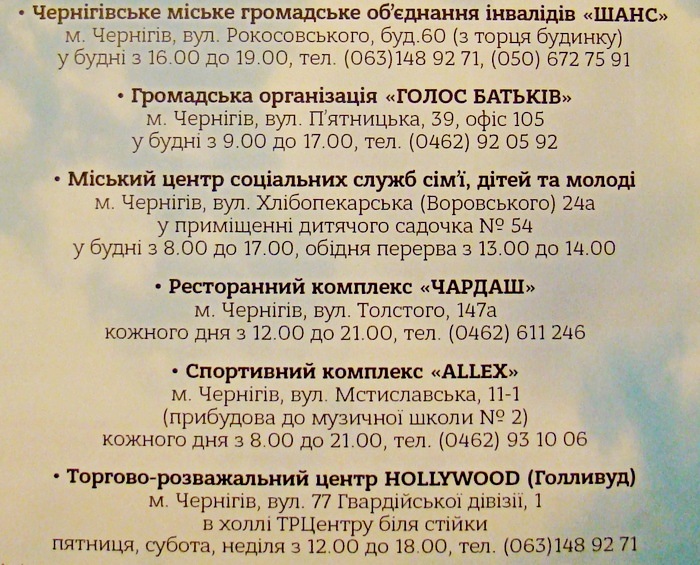 • Чернігівське міське громадське об'єднання інвалідів «ШАНС»
м. Чернігів, вул. Рокосовського, буд.60 (з торця будинку)
у будні з 16.00 до 19.00, тел. (063)148 92 71, (050) 672 75 91
• Громадська організація «ГОЛОС БАТЬКІВ»
м. Чернігів, вул. П'ятницька, 39, офіс 105
у будні з 9.00 до 17.00, тел. (0462) 92 05 92
• Міський центр соціальних служб сім'ї, дітей та молоді
м. Чернігів, вул. Хлібопекарська (Воровського) 24а
у приміщенні дитячого садочка № 54
у будні з 8.00 до 17.00, обідня перерва з 13.00 до 14.00
• Ресторанний комплекс «ЧАРДАШ»
м. Чернігів, вул. Толстого, 147а
кожного дня з 12.00 до 21.00, тел. (0462) 611 246
• Спортивний комплекс «ALLEX»
м. Чернігів, вул. Мстиславська, 11-1
(прибудова до музичної школи № 2)
кожного дня з 8.00 до 21.00, тел. (0462) 93 10 06
• Торгово-розважальний центр HOLLYWOOD (Голливуд)
м. Чернігів, вул. 77 Гвардійської дівізії, 1
в холлі ТРЦентру біля стійки
пятниця, субота, неділя з 12.00 до 18.00, тел. (063)148 92 71